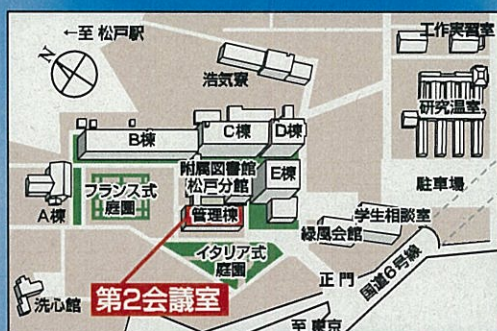 ←至 松戸駅
工作実習室
N
浩気寮
研究温室
B棟
C棟
D棟
附属図書館
松戸分館
E棟
駐車場
フランス式
庭園
A棟
管理棟
学生相談室
緑風会館
イタリア式
庭園
正門
国道6号線
洗心館
第2会議室
至 東京